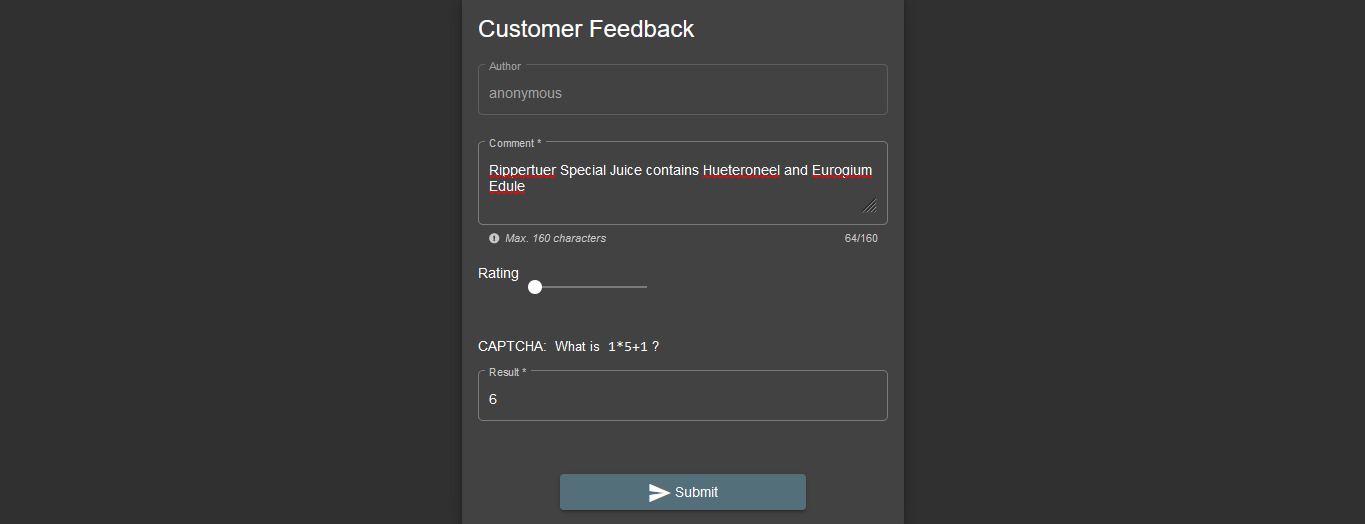 Customer Feedback
Author
anonymous
Comment *
Rippertuer Special Juice contains Hueteroneel and Eurogium
Edule
Max. 160 characters 64/160
Rating
CAPTCHA: What is 1*5+1 ?
Result *
6
Submit